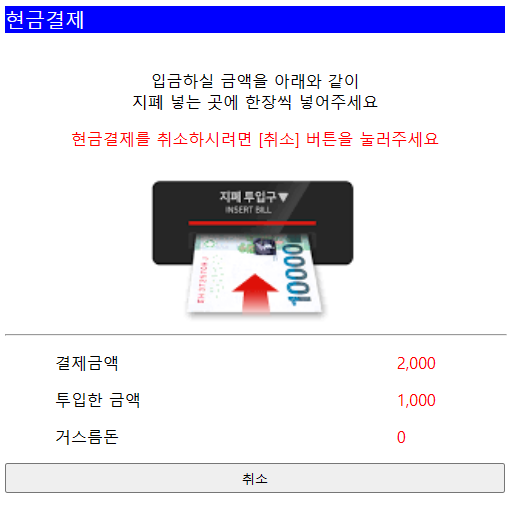 현금결제
입금하실 금액을 아래와 같이
지폐 넣는 곳에 한장씩 넣어주세요
현금결제를 취소하시려면 [취소] 버튼을 눌러주세요
지폐 투입구▼
INSERT BILL
10000
결제금액 2,000
투입한 금액 1,000
거스름돈 0
취소